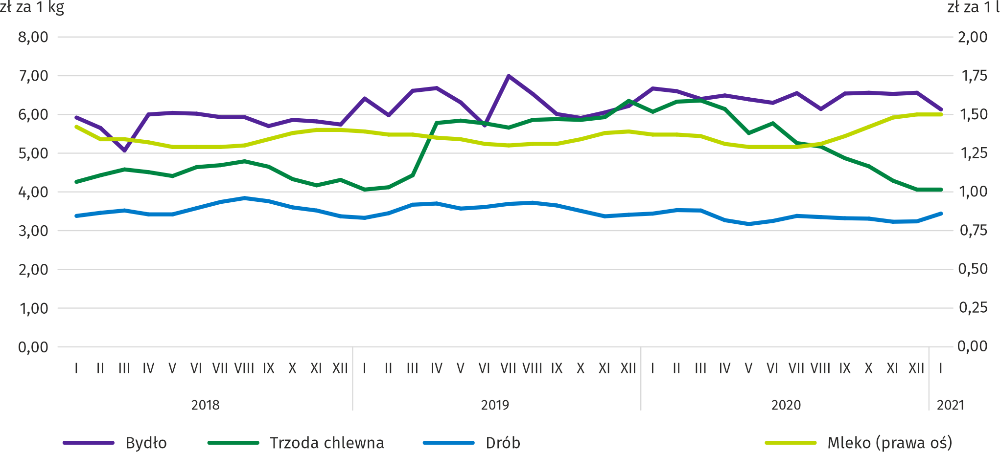 zł za 1 kg zł za 1 l
8,00 2,00
7,00 1,75
6,00 1,50
5,00 1,25
4,00 1,00
3,00 0,75
2,00 0,50
1,00 0,25
0,00 0,00
I II III IV V VI VII VIII IX X XI XII I II III IV V VI VII VIII IX X XI XII I II III IV V VI VII VIII IX X XI XII I
2018 2019 2020 2021
Bydło Trzoda chlewna Drób Mleko (prawa oś)